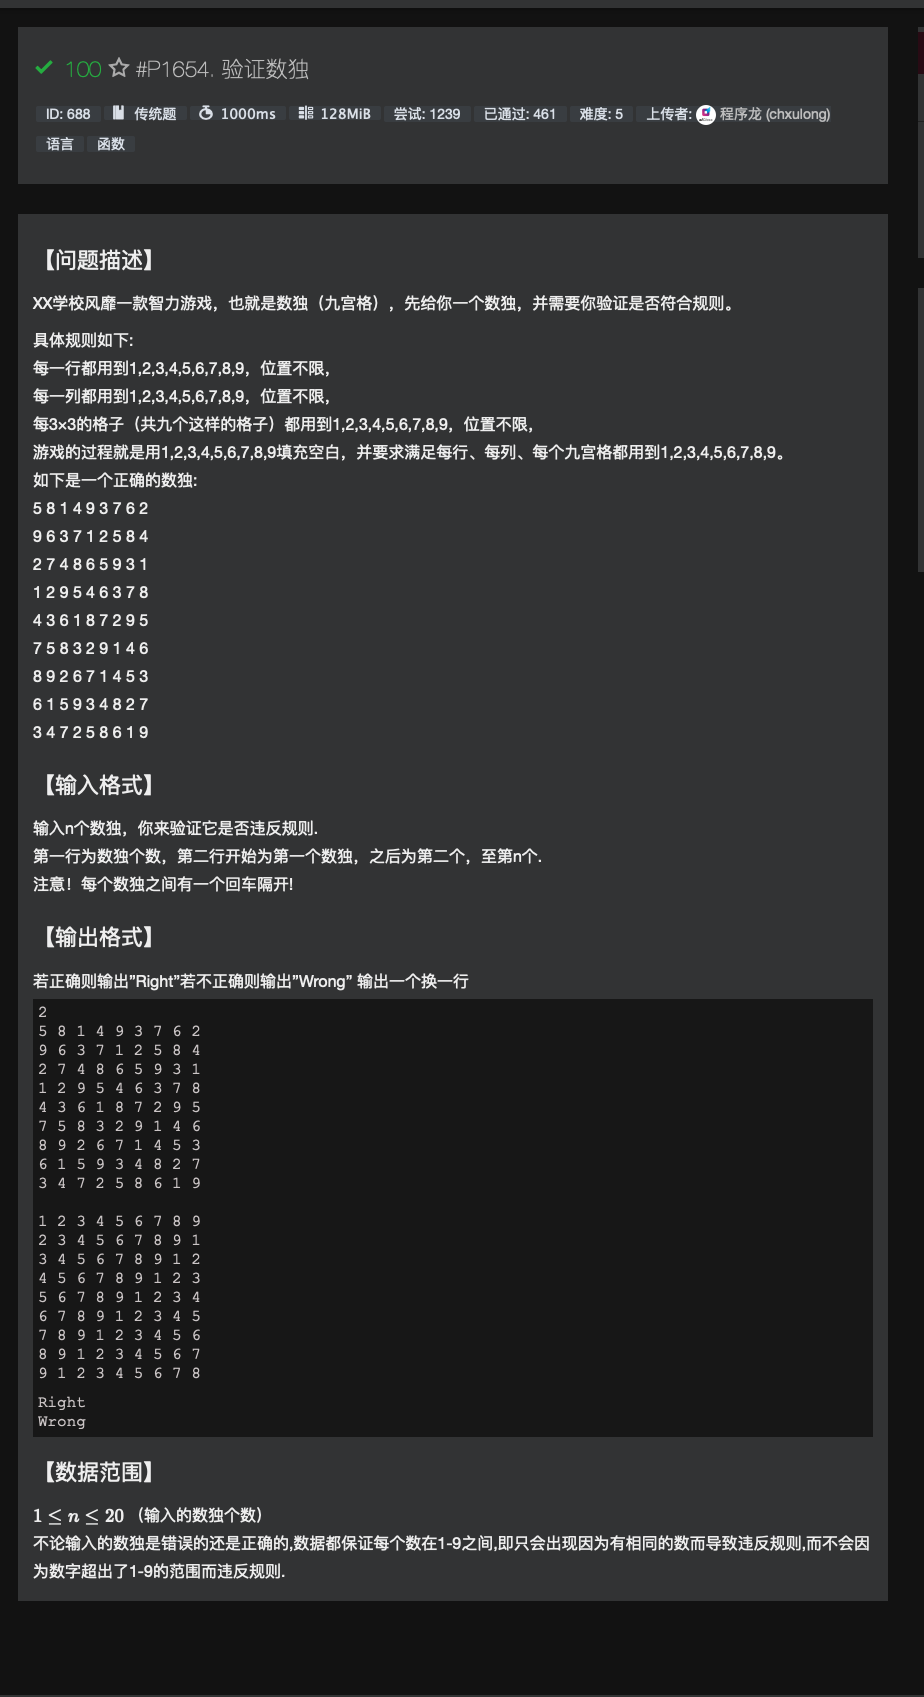 100 #P1654. 验证数独
ID: 688 传统题 1000ms 128MiB 尝试: 1239 已通过: 461 难度: 5 上传者: 程序龙 (chxulong)
语言 函数
【问题描述】
XX学校风靡一款智力游戏，也就是数独（九宫格），先给你一个数独，并需要你验证是否符合规则。
具体规则如下:
每一行都用到1,2,3,4,5,6,7,8,9，位置不限，
每一列都用到1,2,3,4,5,6,7,8,9，位置不限，
每3×3的格子（共九个这样的格子）都用到1,2,3,4,5,6,7,8,9，位置不限，
游戏的过程就是用1,2,3,4,5,6,7,8,9填充空白，并要求满足每行、每列、每个九宫格都用到1,2,3,4,5,6,7,8,9。
如下是一个正确的数独:
5 8 1 4 9 3 7 6 2
9 6 3 7 1 2 5 8 4
2 7 4 8 6 5 9 3 1
1 2 9 5 4 6 3 7 8
4 3 6 1 8 7 2 9 5
7 5 8 3 2 9 1 4 6
8 9 2 6 7 1 4 5 3
6 1 5 9 3 4 8 2 7
3 4 7 2 5 8 6 1 9
【输入格式】
输入n个数独，你来验证它是否违反规则.
第一行为数独个数，第二行开始为第一个数独，之后为第二个，至第n个.
注意！每个数独之间有一个回车隔开!
【输出格式】
若正确则输出”Right”若不正确则输出”Wrong” 输出一个换一行
2
5 8 1 4 9 3 7 6 2
9 6 3 7 1 2 5 8 4
2 7 4 8 6 5 9 3 1
1 2 9 5 4 6 3 7 8
4 3 6 1 8 7 2 9 5
7 5 8 3 2 9 1 4 6
8 9 2 6 7 1 4 5 3
6 1 5 9 3 4 8 2 7
3 4 7 2 5 8 6 1 9
1 2 3 4 5 6 7 8 9
2 3 4 5 6 7 8 9 1
3 4 5 6 7 8 9 1 2
4 5 6 7 8 9 1 2 3
5 6 7 8 9 1 2 3 4
6 7 8 9 1 2 3 4 5
7 8 9 1 2 3 4 5 6
8 9 1 2 3 4 5 6 7
9 1 2 3 4 5 6 7 8
Right
Wrong
【数据范围】
1 ≤ n ≤ 20 （输入的数独个数）
不论输入的数独是错误的还是正确的,数据都保证每个数在1-9之间,即只会出现因为有相同的数而导致违反规则,而不会因
为数字超出了1-9的范围而违反规则.